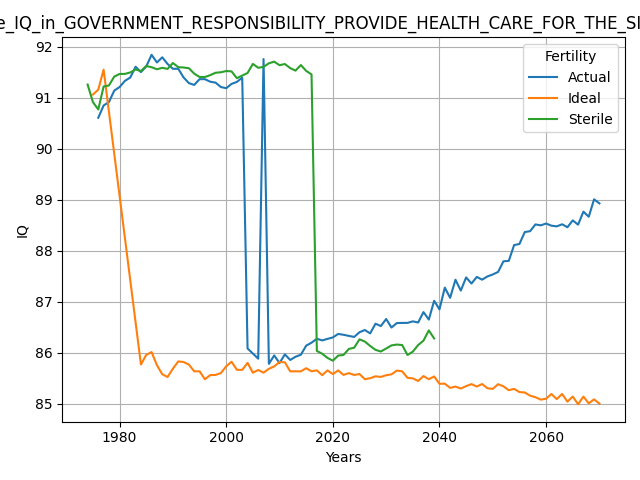 e_IQ_in_GOVERNMENT_RESPONSIBILITY_PROVIDE_HEALTH_CARE_FOR_THE_SI
Fertility
Actual
Ideal
Sterile
92
91
90
89
88
87
86
85
IQ
1980
2000
2020
2040
2060
Years